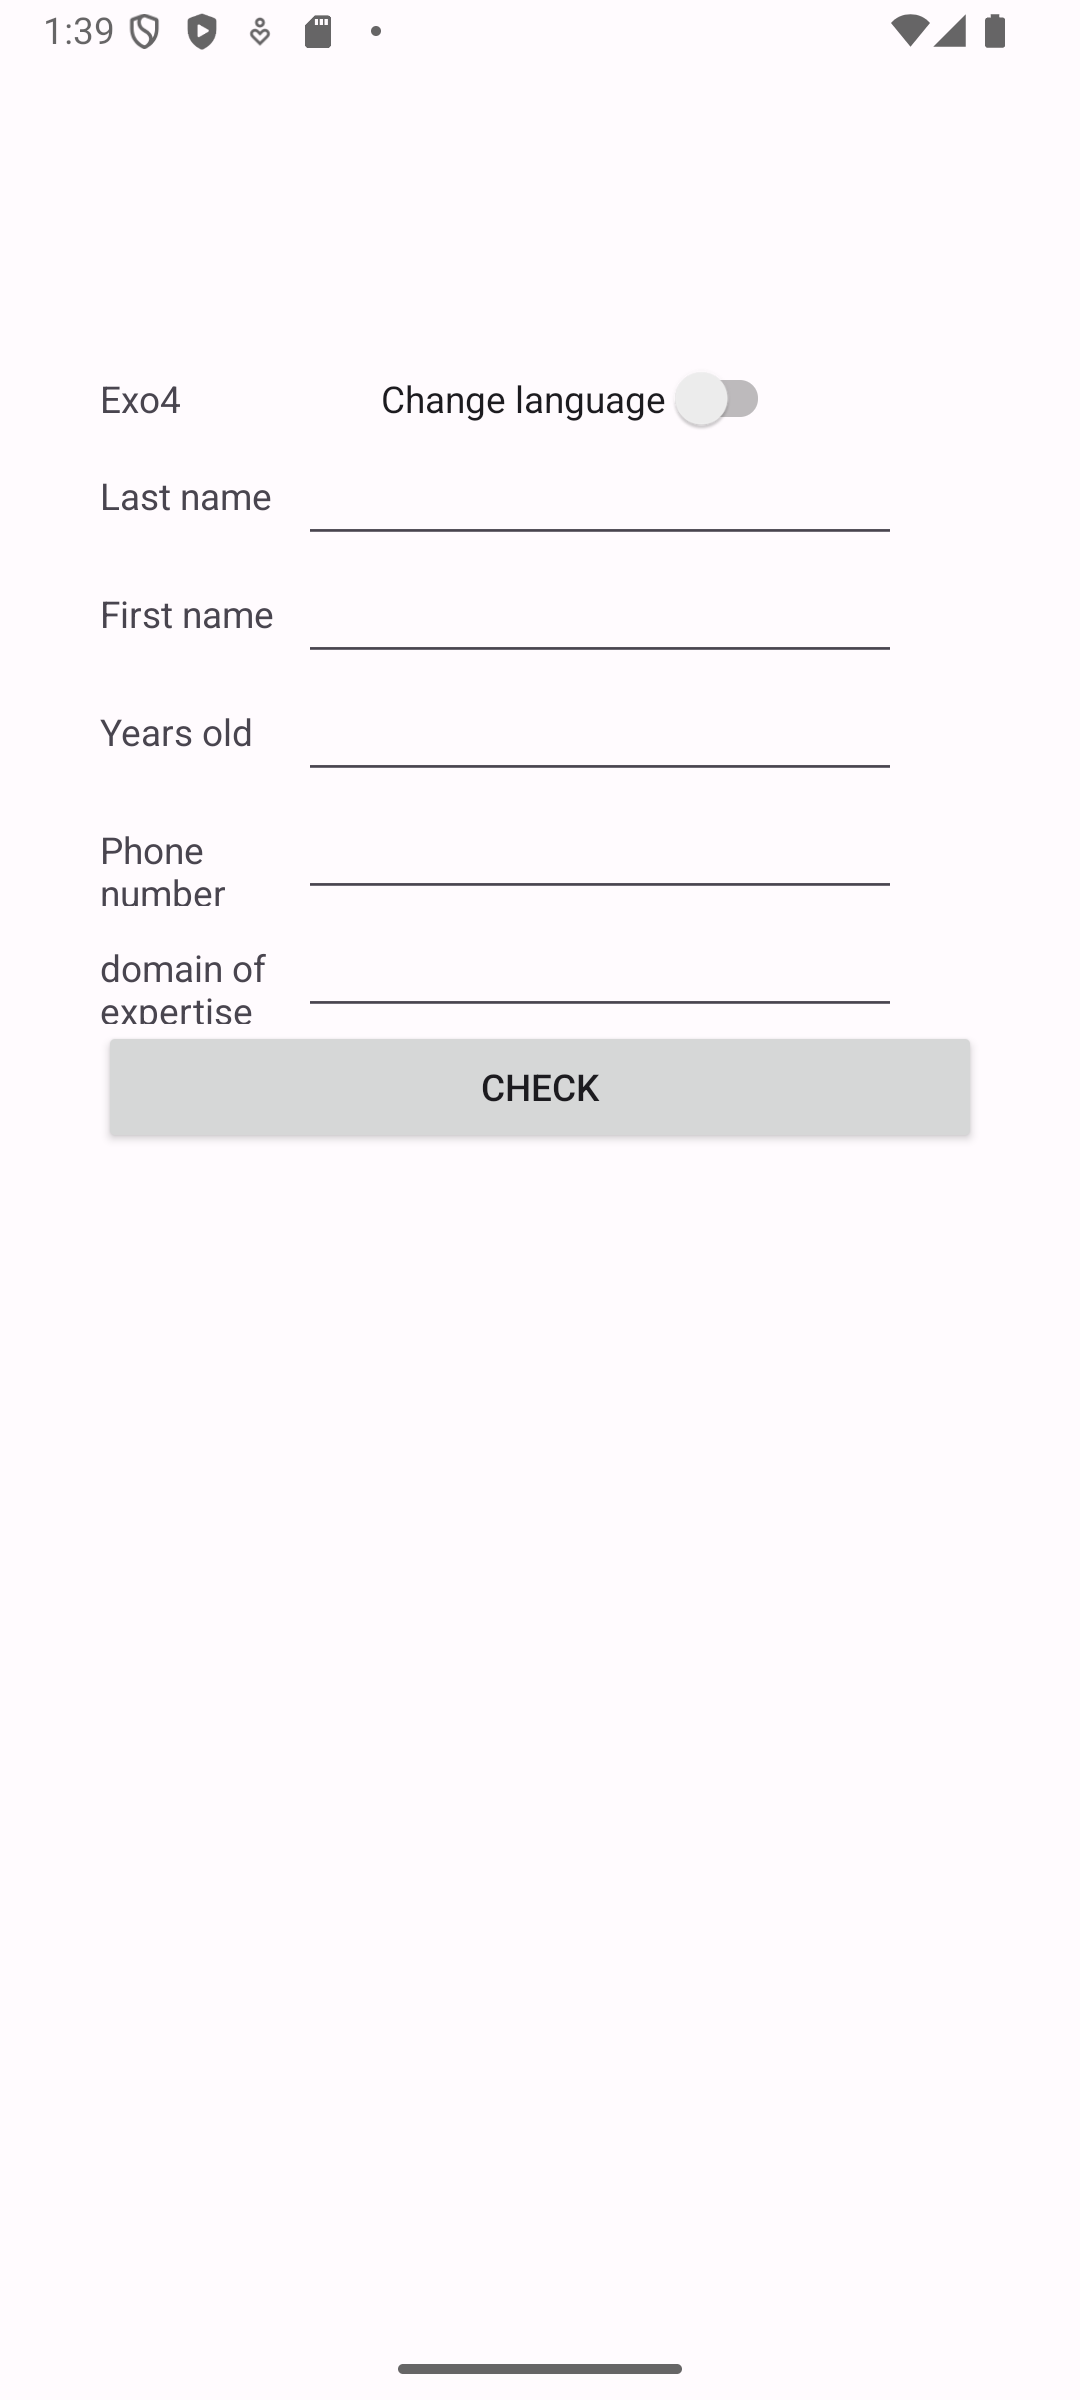 1:39
Exo4
Change language
Last name
First name
Years old
Phone
number
domain of
expertise
CHECK